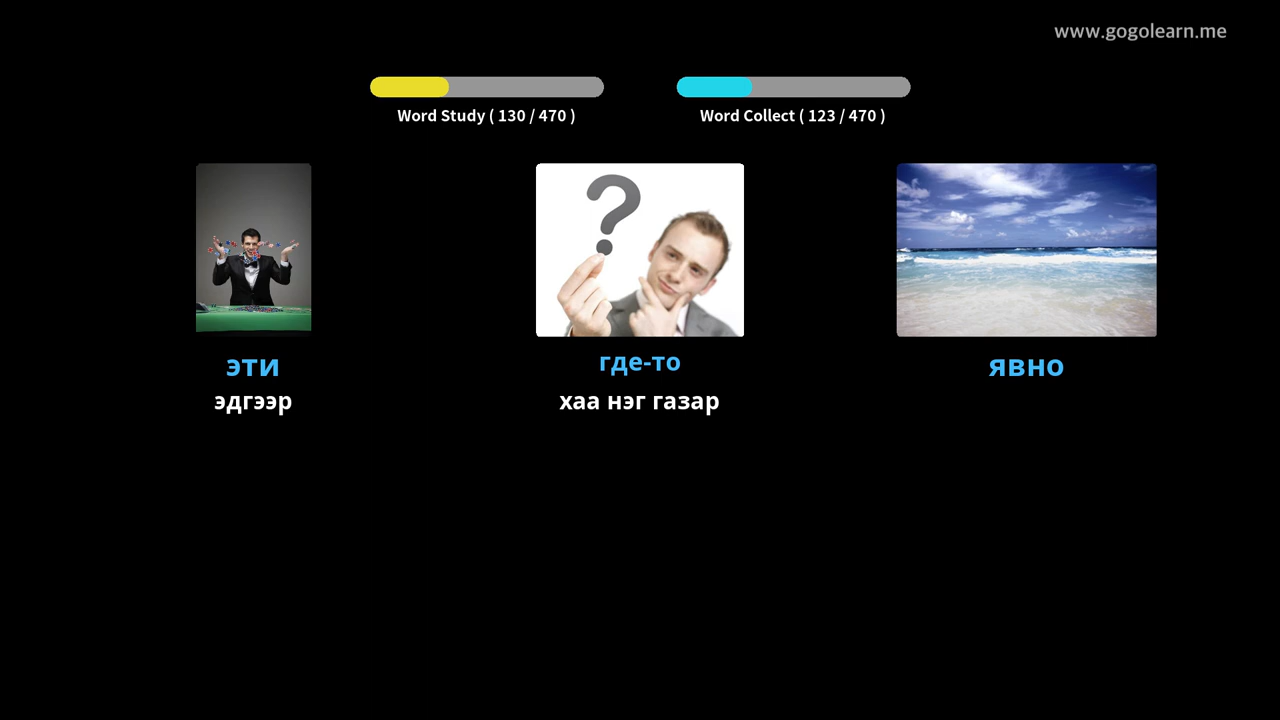 www.gogolearn.me
Word Study ( 130 / 470 )
Word Collect ( 123 / 470 )
эти
эдгээр
где-то
хаа нэг газар
явно